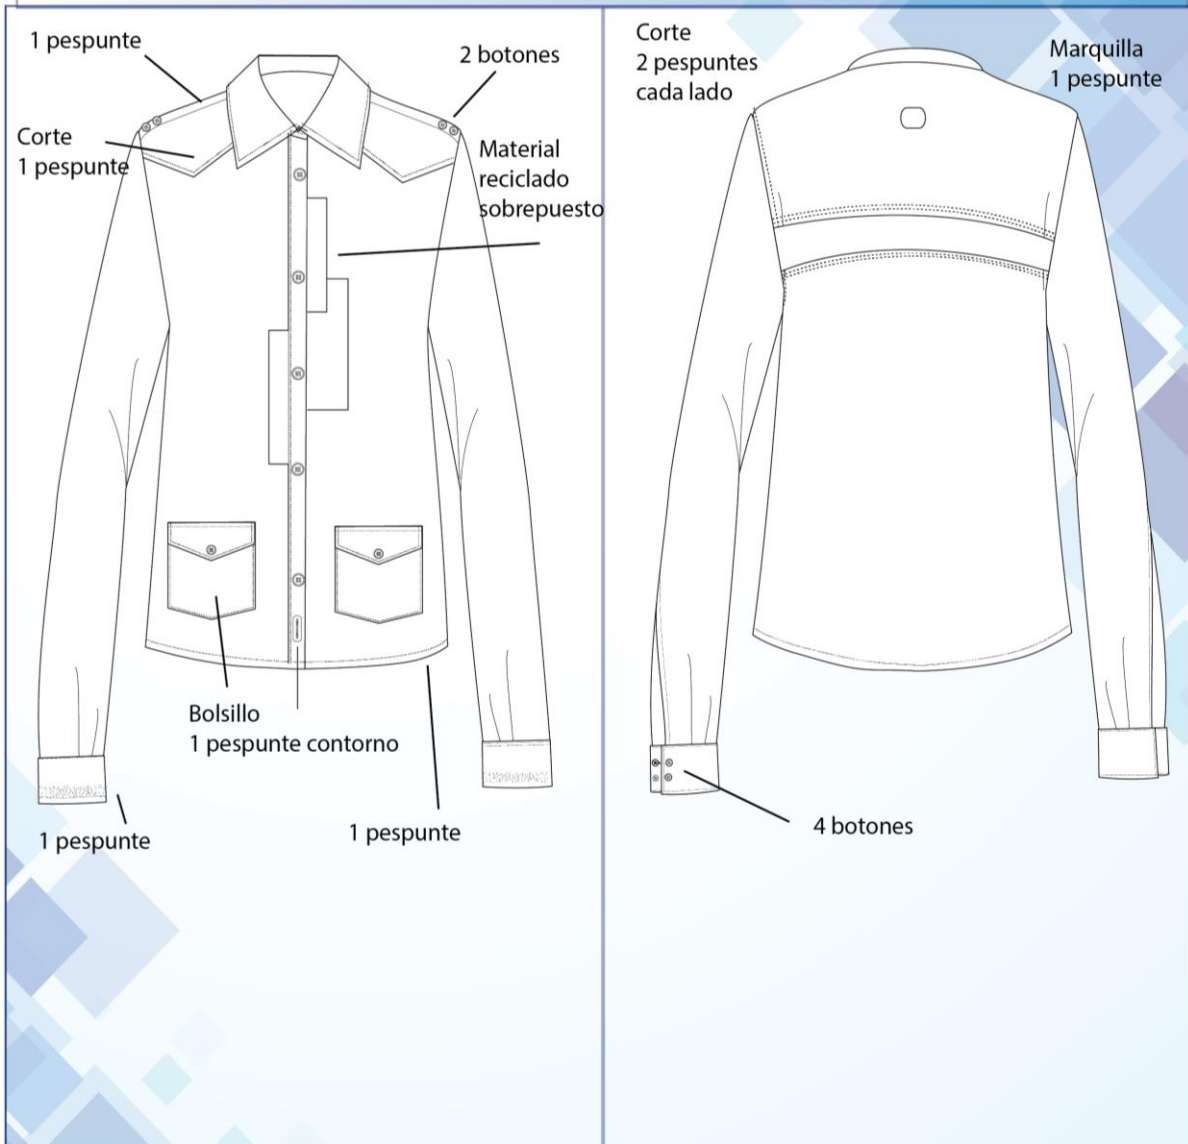 1 pespunte
2 botones
Corte
1 pespunte
Material
reciclado
sobrepuesto
Bolsillo
1 pespunte contorno
1 pespunte
1 pespunte
Corte
2 pespuntes
cada lado
Marquilla
1 pespunte
4 botones